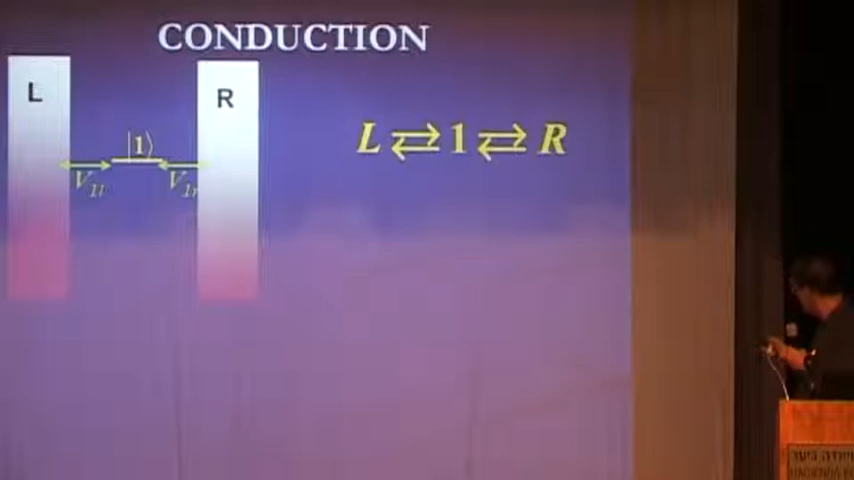 CONDUCTION
L
R
|1⟩
L ⇄ 1 ⇄ R
V₁ₗ
V₁ᵣ